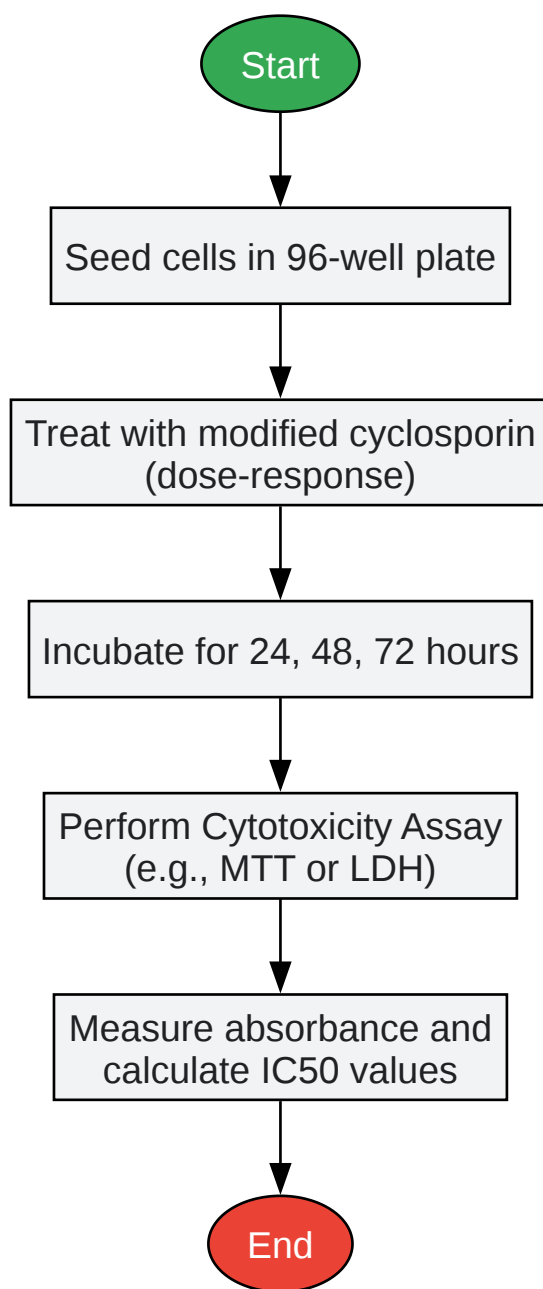 Start
Seed cells in 96-well plate
Treat with modified cyclosporin
(dose-response)
Incubate for 24, 48, 72 hours
Perform Cytotoxicity Assay
(e.g., MTT or LDH)
Measure absorbance and
calculate IC50 values
End